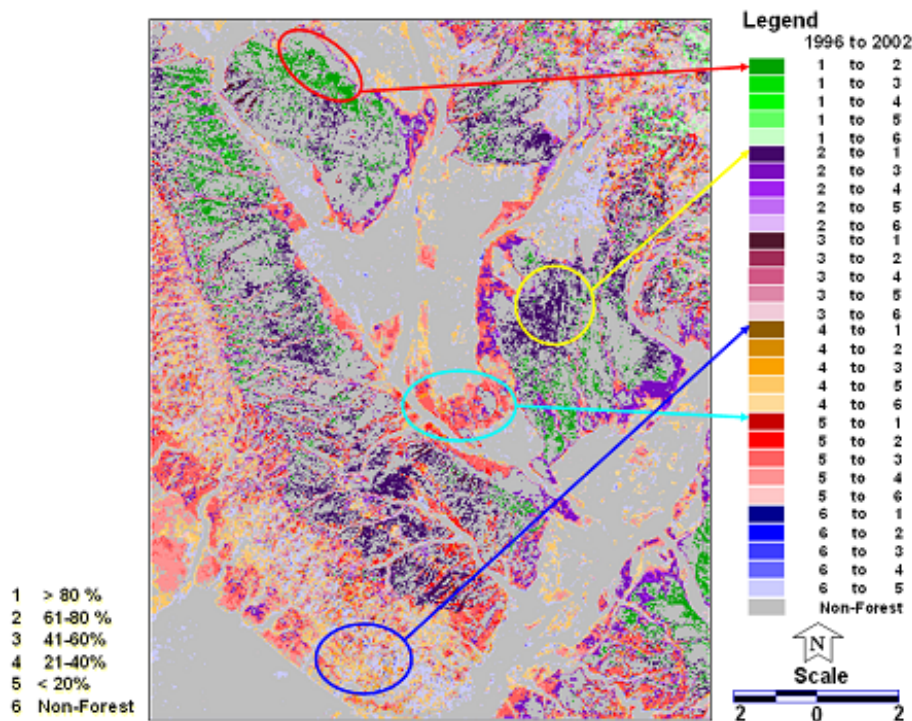 Legend
1996 to 2002
1 to 2
1 to 3
1 to 4
1 to 5
1 to 6
2 to 1
2 to 3
2 to 4
2 to 5
2 to 6
3 to 1
3 to 2
3 to 4
3 to 5
3 to 6
4 to 1
4 to 2
4 to 3
4 to 5
4 to 6
5 to 1
5 to 2
5 to 3
5 to 4
5 to 6
6 to 1
6 to 2
6 to 3
6 to 4
6 to 5
Non-Forest
N
Scale
2 0 2
1 > 80 %
2 61-80 %
3 41-60%
4 21-40%
5 < 20%
6 Non-Forest